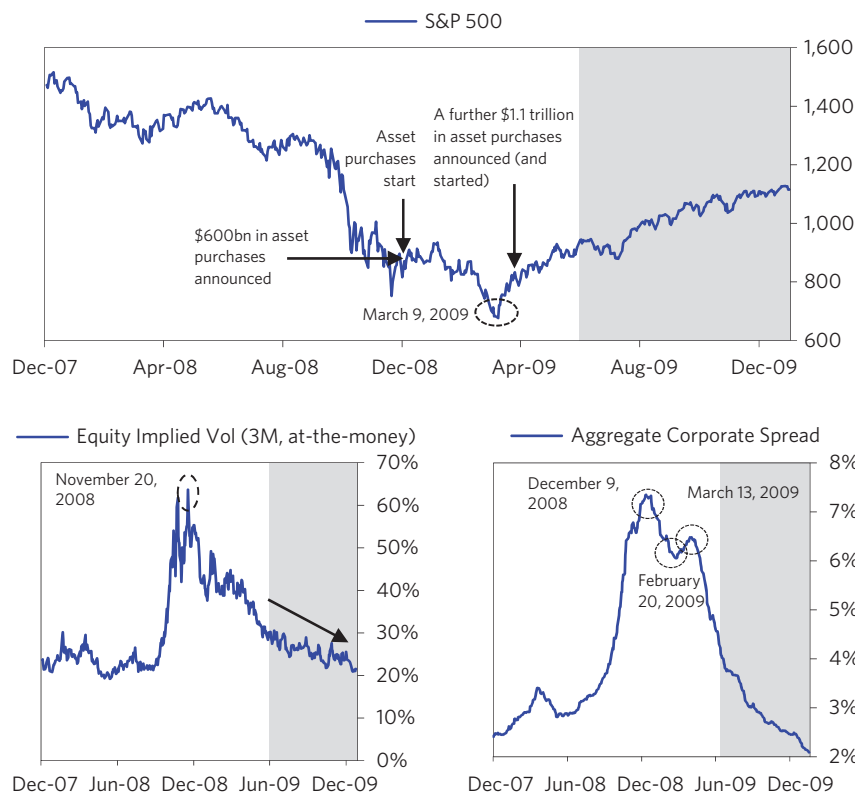 S&P 500
1,600
1,400
1,200
1,000
800
600
A further $1.1 trillion
in asset purchases
announced (and
started)
Asset
purchases
start
$600bn in asset
purchases
announced
March 9, 2009
Dec-07 Apr-08 Aug-08 Dec-08 Apr-09 Aug-09 Dec-09
Equity Implied Vol (3M, at-the-money)
70%
60%
50%
40%
30%
20%
10%
0%
November 20,
2008
Dec-07 Jun-08 Dec-08 Jun-09 Dec-09
Aggregate Corporate Spread
8%
7%
6%
5%
4%
3%
2%
December 9,
2008
March 13, 2009
February
20, 2009
Dec-07 Jun-08 Dec-08 Jun-09 Dec-09